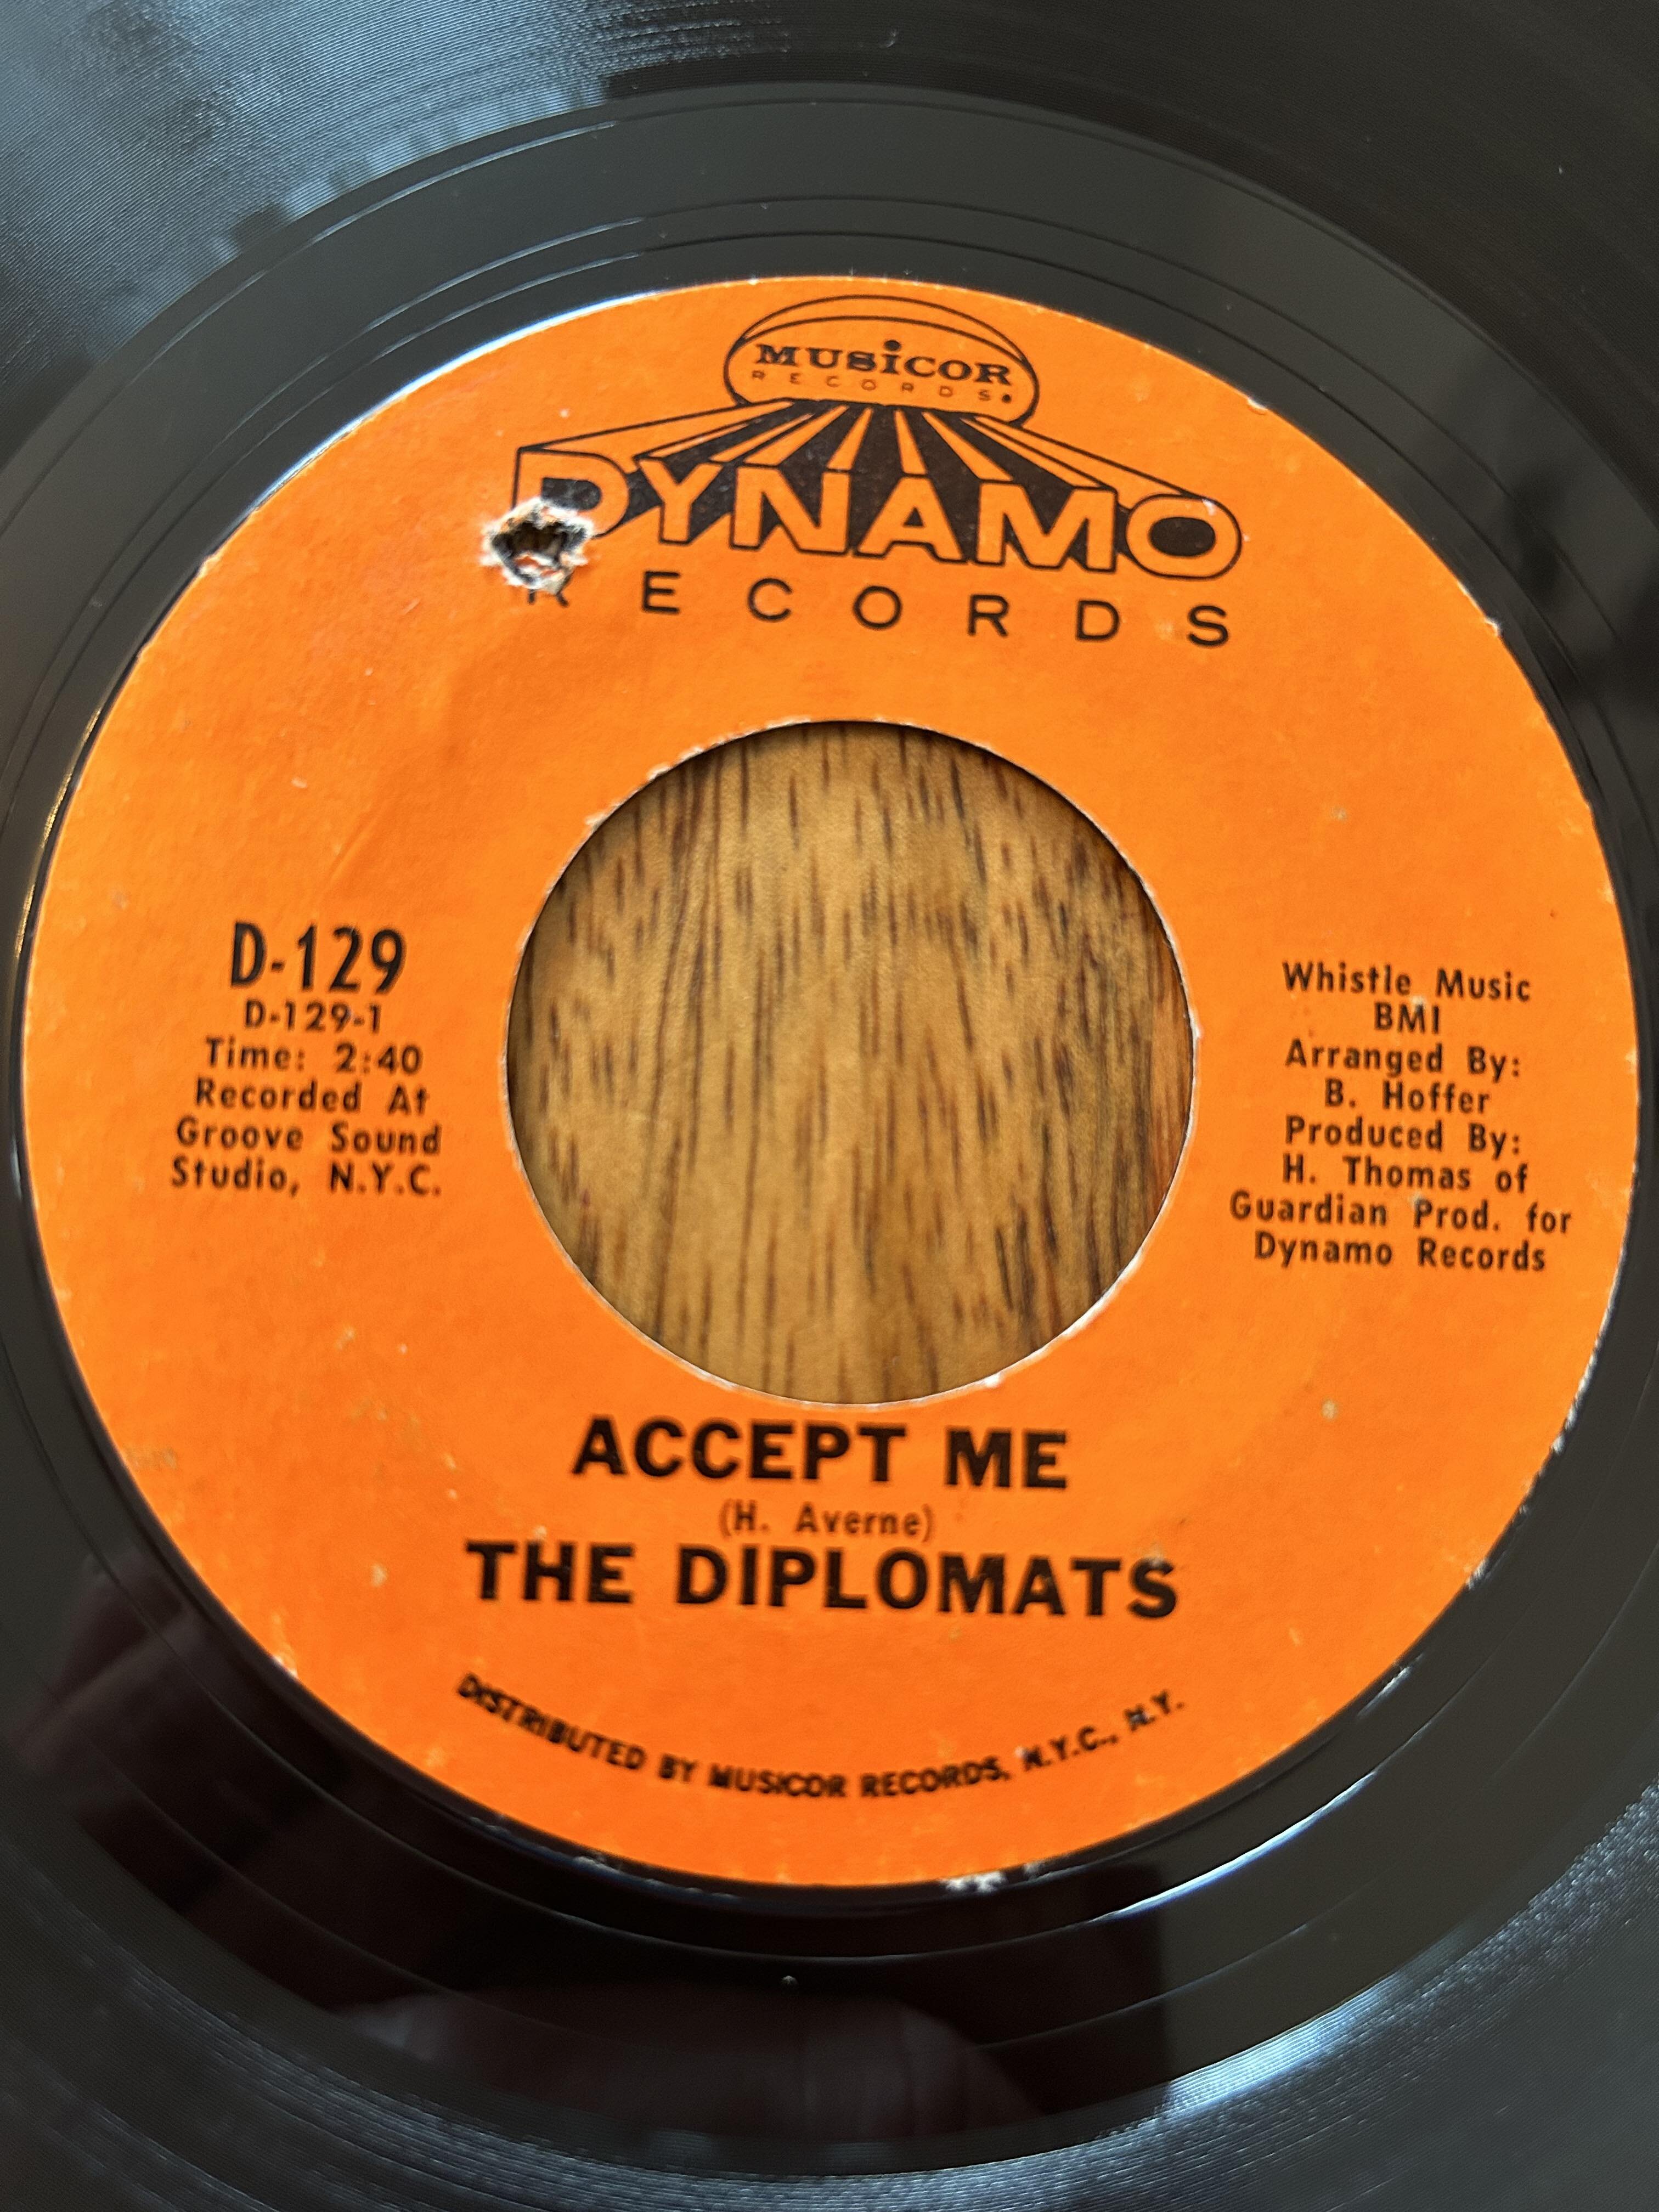 MUSICOR
RECORDS
DYNAMO
RECORDS
D-129
D-129-1
Time: 2:40
Recorded At
Groove Sound
Studio, N.Y.C.
Whistle Music
BMI
Arranged By:
B. Hoffer
Produced By:
H. Thomas of
Guardian Prod. for
Dynamo Records
ACCEPT ME
(H. Averne)
THE DIPLOMATS
DISTRIBUTED BY MUSICOR RECORDS, N.Y.C., N.Y.